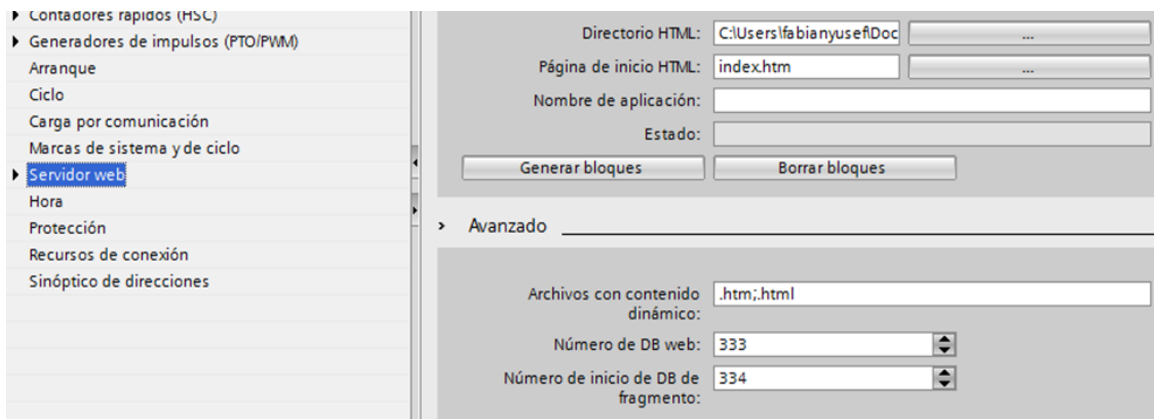 Contadores rápidos (HSC)
Generadores de impulsos (PTO/PWM)
Arranque
Ciclo
Carga por comunicación
Marcas de sistema y de ciclo
Servidor web
Hora
Protección
Recursos de conexión
Sinóptico de direcciones
Directorio HTML: C:\Users\fabianyusef\Doc ...
Página de inicio HTML: index.htm ...
Nombre de aplicación:
Estado:
Generar bloques Borrar bloques
Avanzado
Archivos con contenido .htm;.html
dinámico:
Número de DB web: 333
Número de inicio de DB de 334
fragmento: